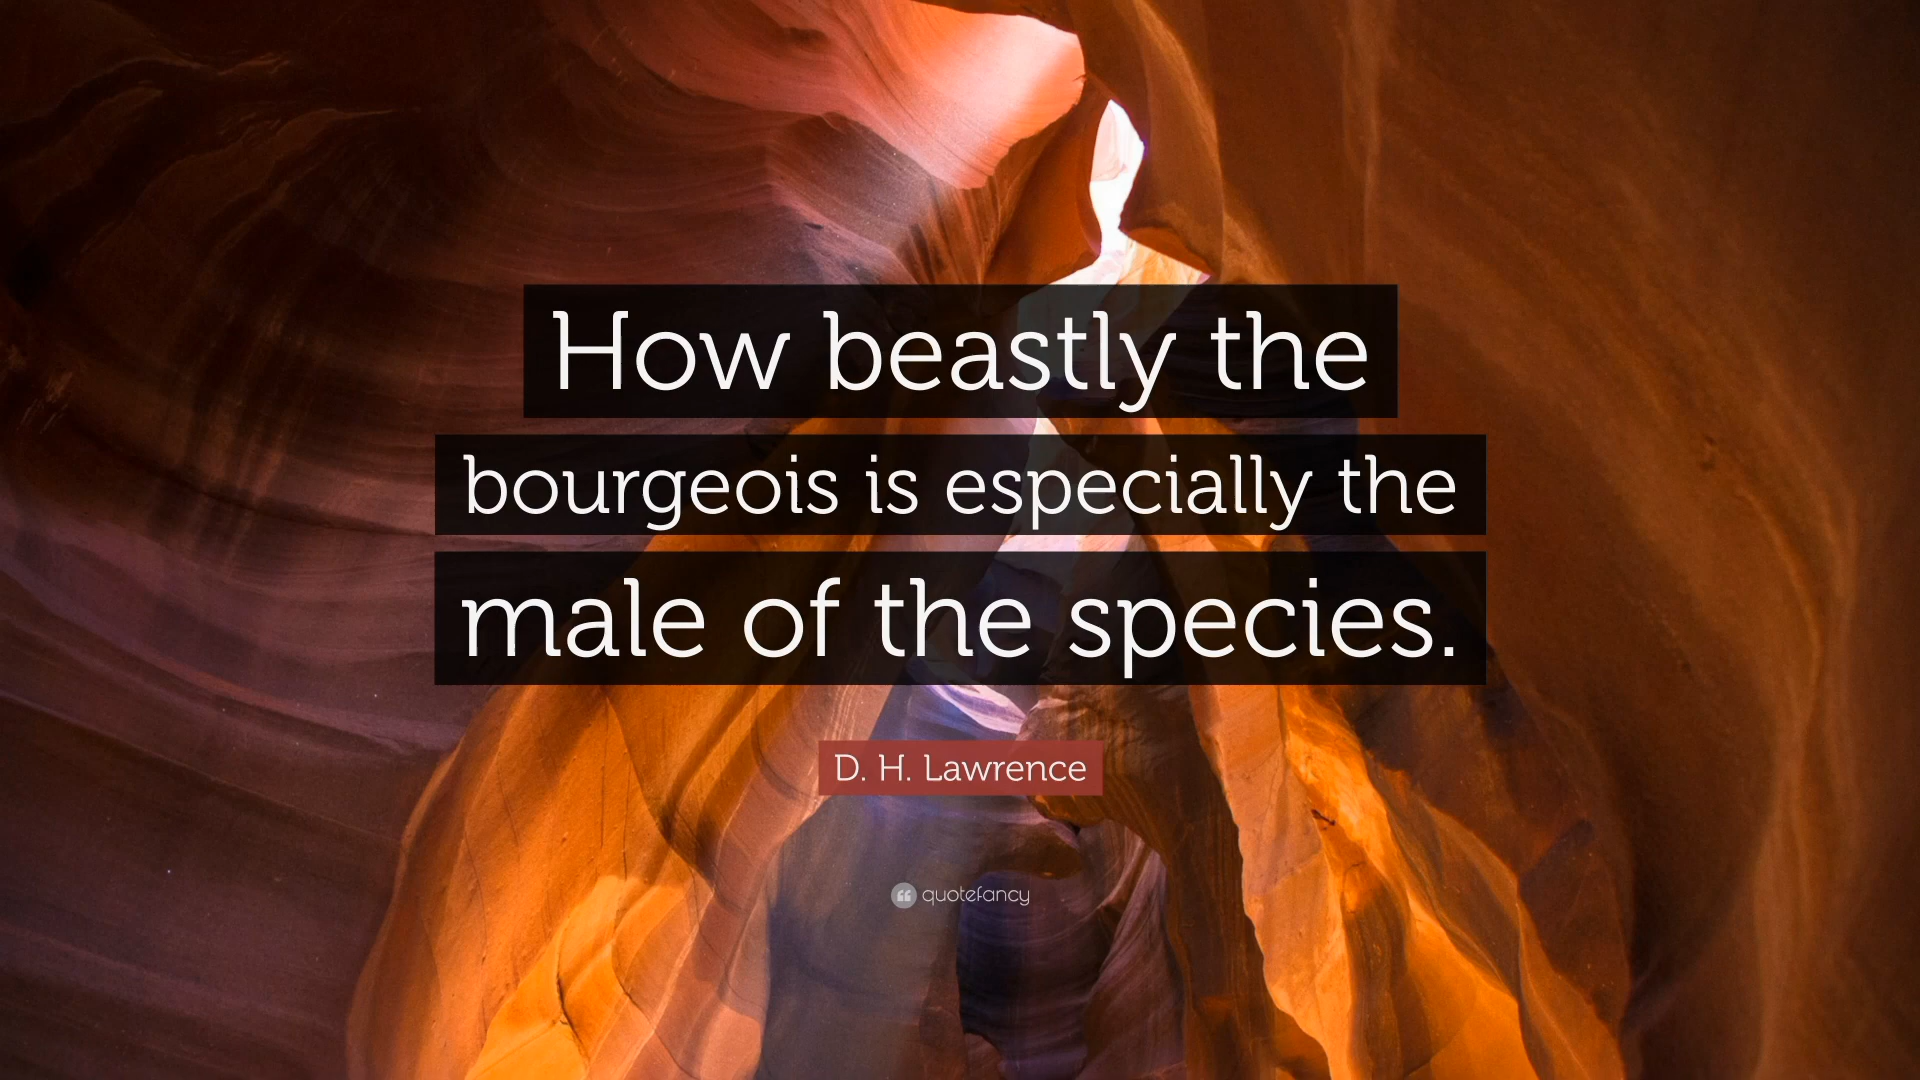 How beastly the
bourgeois is especially the
male of the species.
D. H. Lawrence
quotefancy